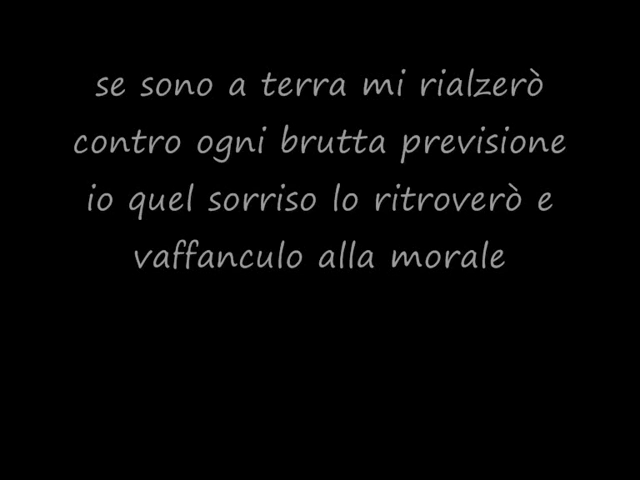 se sono a terra mi rialzerò
contro ogni brutta previsione
io quel sorriso lo ritroverò e
vaffanculo alla morale